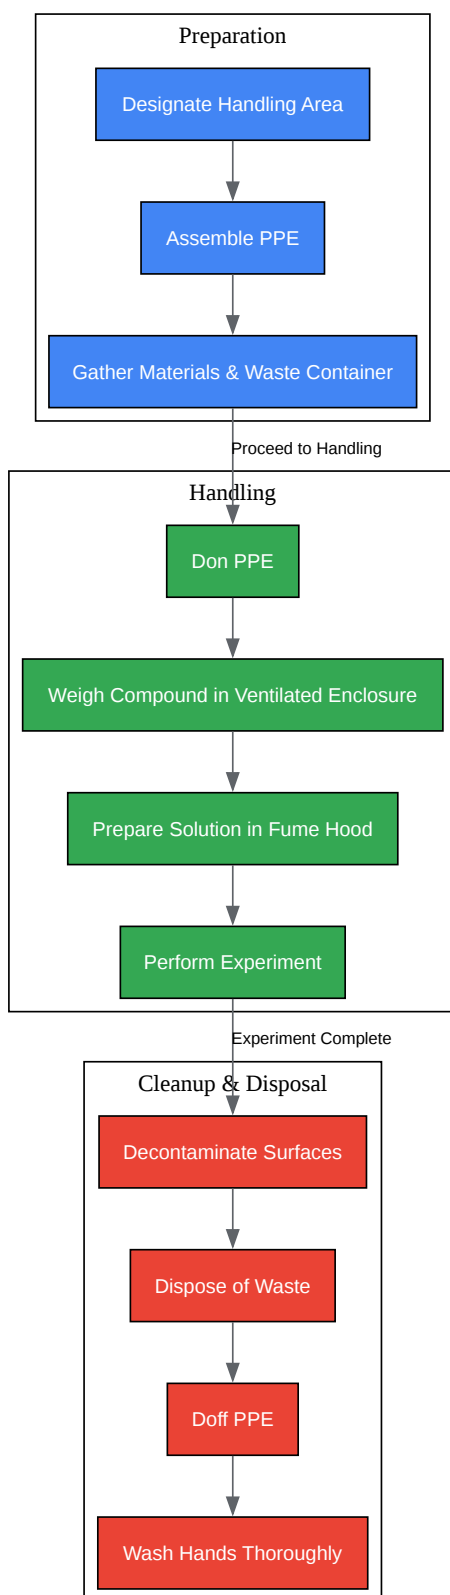 Preparation
Designate Handling Area
Assemble PPE
Gather Materials & Waste Container
Proceed to Handling
Handling
Don PPE
Weigh Compound in Ventilated Enclosure
Prepare Solution in Fume Hood
Perform Experiment
Experiment Complete
Cleanup & Disposal
Decontaminate Surfaces
Dispose of Waste
Doff PPE
Wash Hands Thoroughly